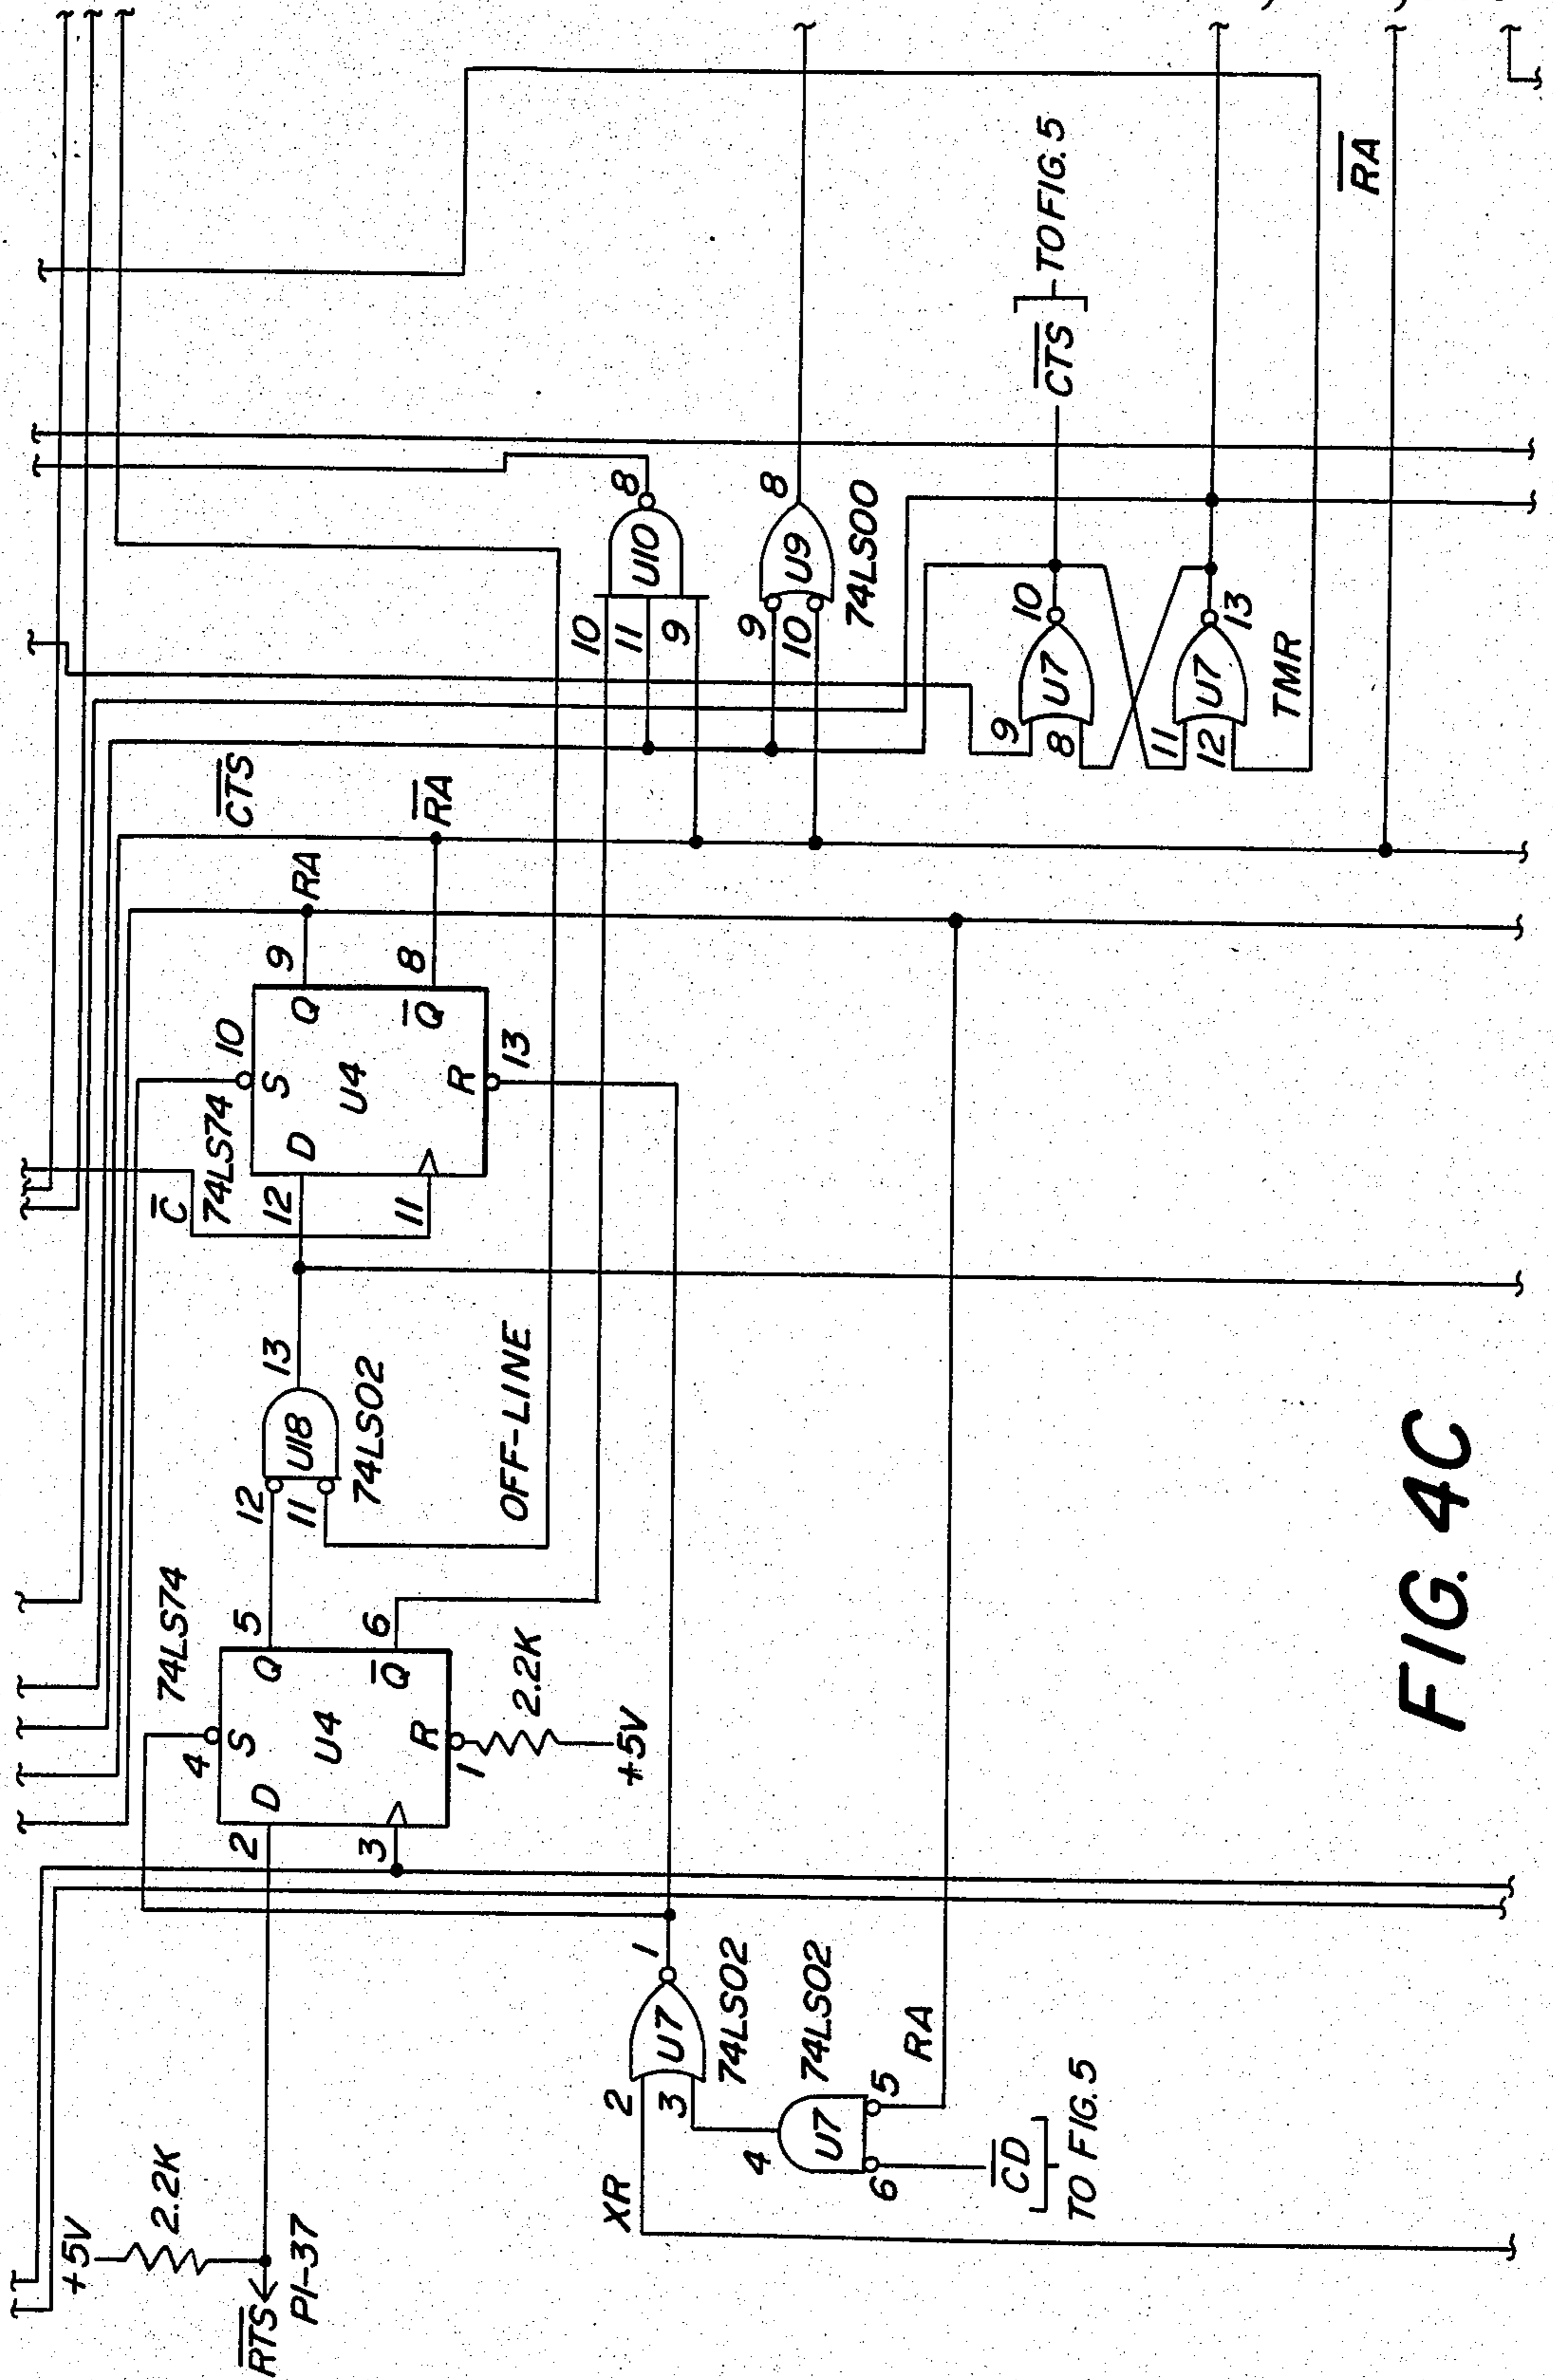 +5V
2.2K
RTS
P1-37
2
D
3
4
S
U4
Q
5
Q
6
R
1
74LS74
2.2K
+5V
12
11
U18
13
74LS02
OFF-LINE
C
74LS74
12
D
11
10
S
U4
Q
9
RA
Q
8
RA
R
13
CTS
10
11
9
U10
8
9
10
U9
8
74LS00
9
8
U7
10
CTS
TO FIG. 5
11
12
U7
13
TMR
RA
XR
2
3
U7
1
74LS02
4
U7
74LS02
6
5
RA
CD
TO FIG. 5
FIG. 4C